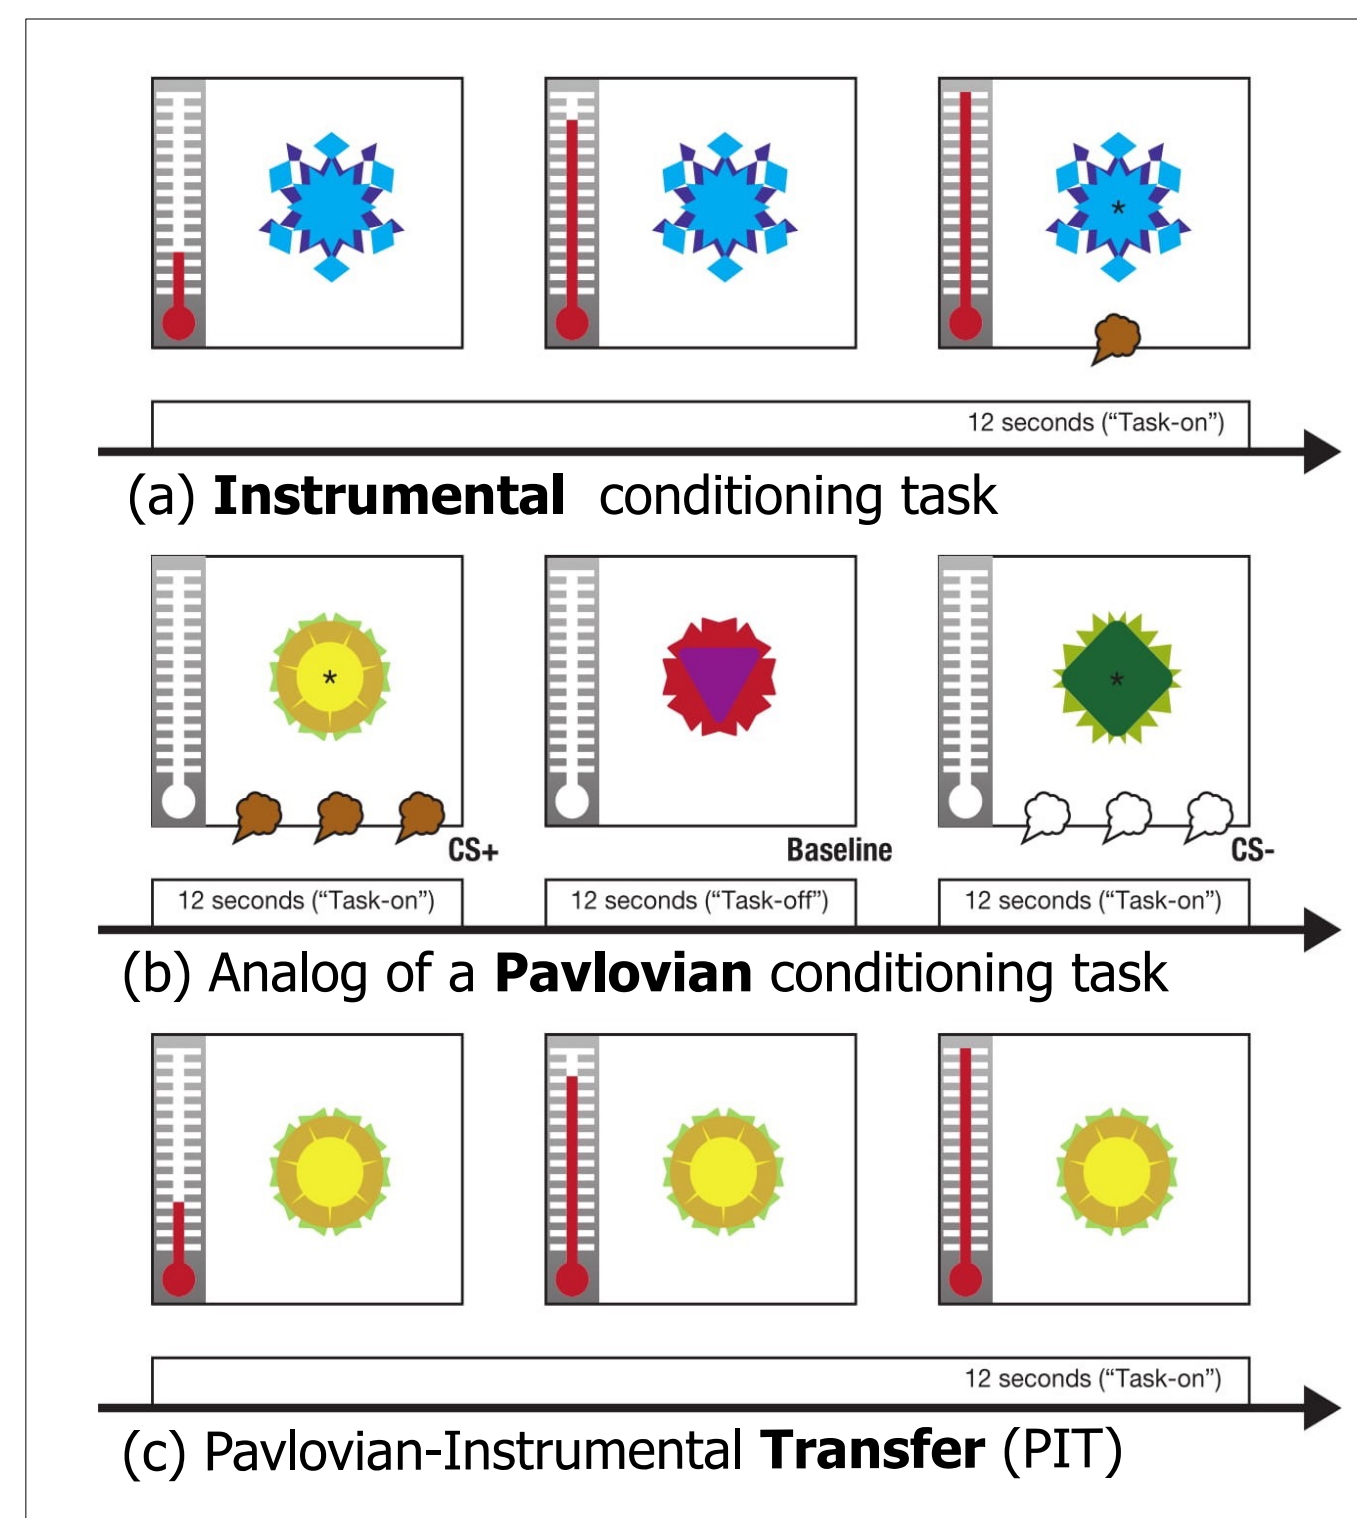 *
12 seconds (“Task-on”)
(a) Instrumental conditioning task
* *
CS+ Baseline CS-
12 seconds (“Task-on”) 12 seconds (“Task-off”) 12 seconds (“Task-on”)
(b) Analog of a Pavlovian conditioning task
12 seconds (“Task-on”)
(c) Pavlovian-Instrumental Transfer (PIT)